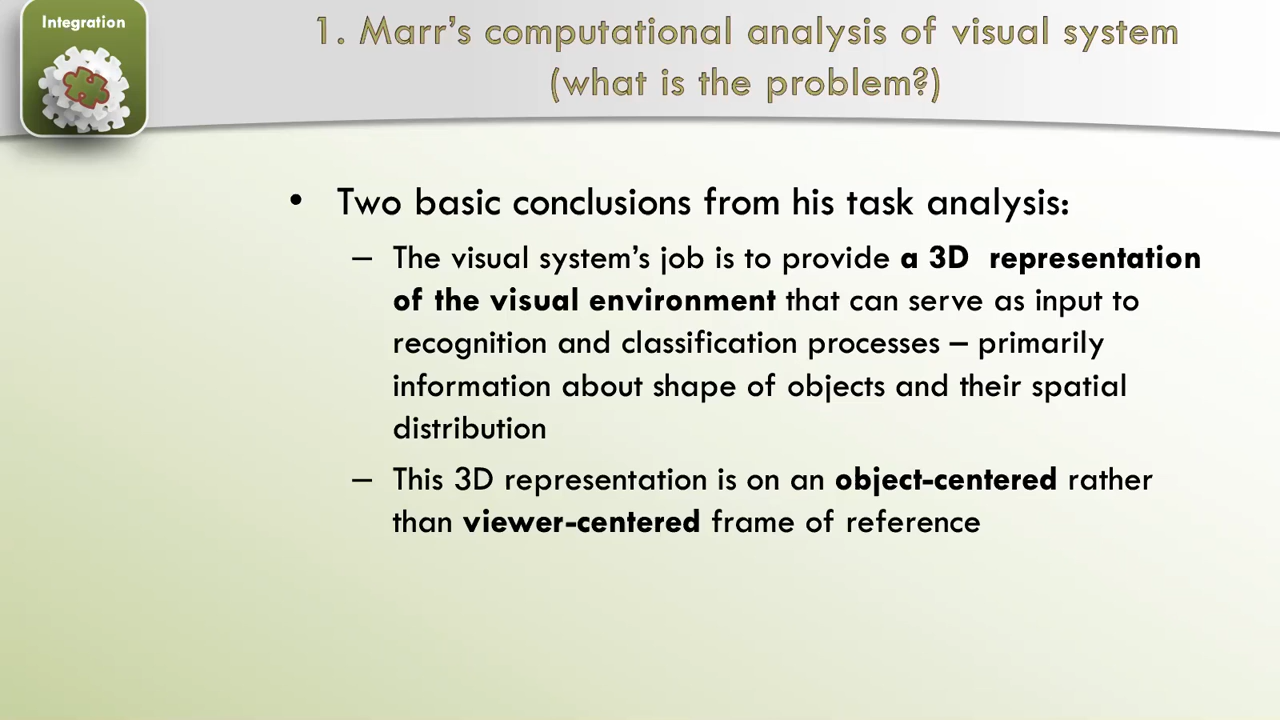 Integration
1. Marr’s computational analysis of visual system
(what is the problem?)
• Two basic conclusions from his task analysis:
– The visual system’s job is to provide a 3D representation
of the visual environment that can serve as input to
recognition and classification processes – primarily
information about shape of objects and their spatial
distribution
– This 3D representation is on an object-centered rather
than viewer-centered frame of reference